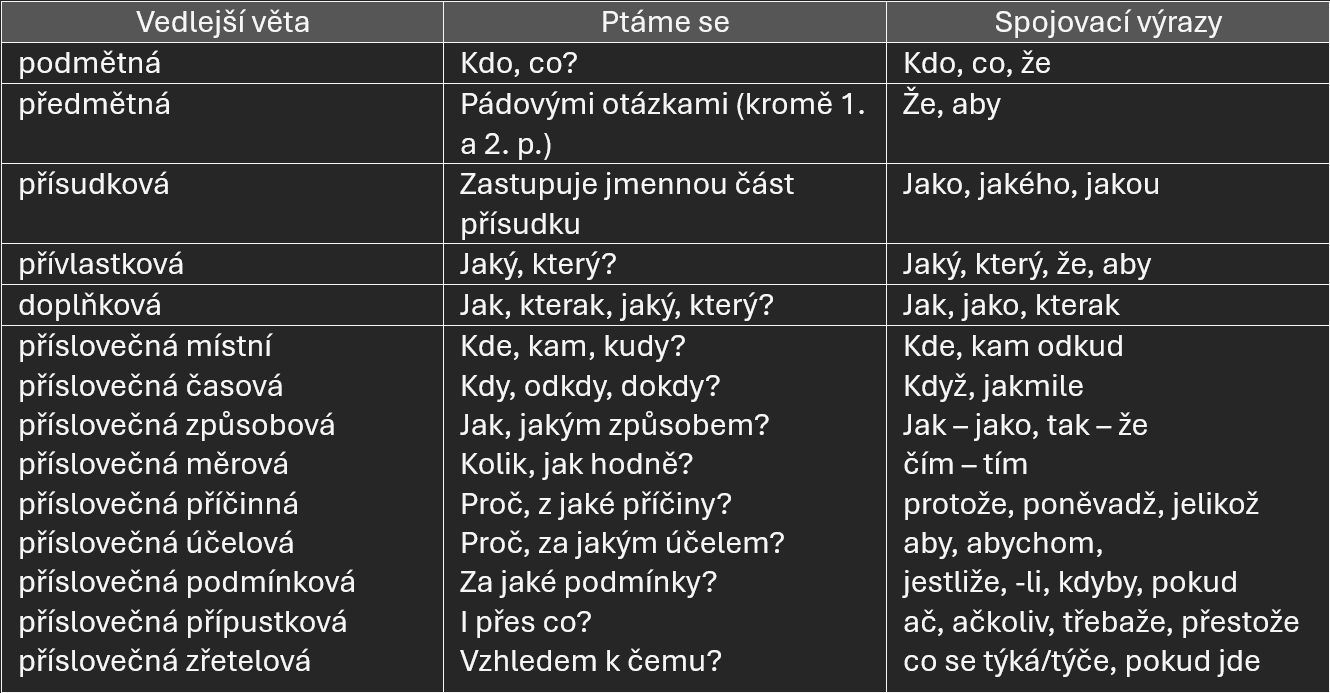 Vedlejší věta Ptáme se Spojovací výrazy
podmětná Kdo, co? Kdo, co, že
předmětná Pádovými otázkami (kromě 1. Že, aby
a 2. p.)
přísudková Zastupuje jmennou část Jako, jakého, jakou
přísudku
přívlastková Jaký, který? Jaký, který, že, aby
doplňková Jak, kterak, jaký, který? Jak, jako, kterak
příslovečná místní Kde, kam, kudy? Kde, kam odkud
příslovečná časová Kdy, odkdy, dokdy? Když, jakmile
příslovečná způsobová Jak, jakým způsobem? Jak – jako, tak – že
příslovečná měrová Kolik, jak hodně? čím – tím
příslovečná příčinná Proč, z jaké příčiny? protože, poněvadž, jelikož
příslovečná účelová Proč, za jakým účelem? aby, abychom,
příslovečná podmínková Za jaké podmínky? jestliže, -li, kdyby, pokud
příslovečná přípustková I přes co? ač, ačkoliv, třebaže, přestože
příslovečná zřetelová Vzhledem k čemu? co se týká/týče, pokud jde